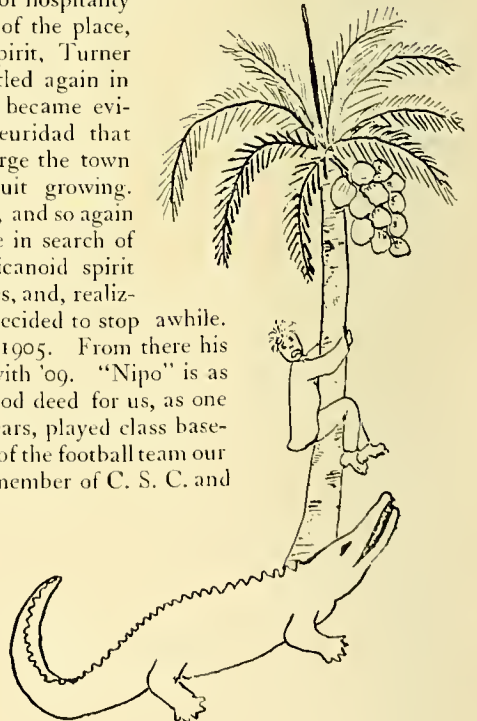 of hospitality
of the place,
pirit, Turner
tled again in
became evi-
euridad that
rge the town
uit growing.
, and so again
e in search of
icanoid spirit
s, and, realiz-
ecided to stop awhile.
1905. From there his
vith '09. "Nipo" is as
od deed for us, as one
ars, played class base-
of the football team our
nember of C. S. C. and